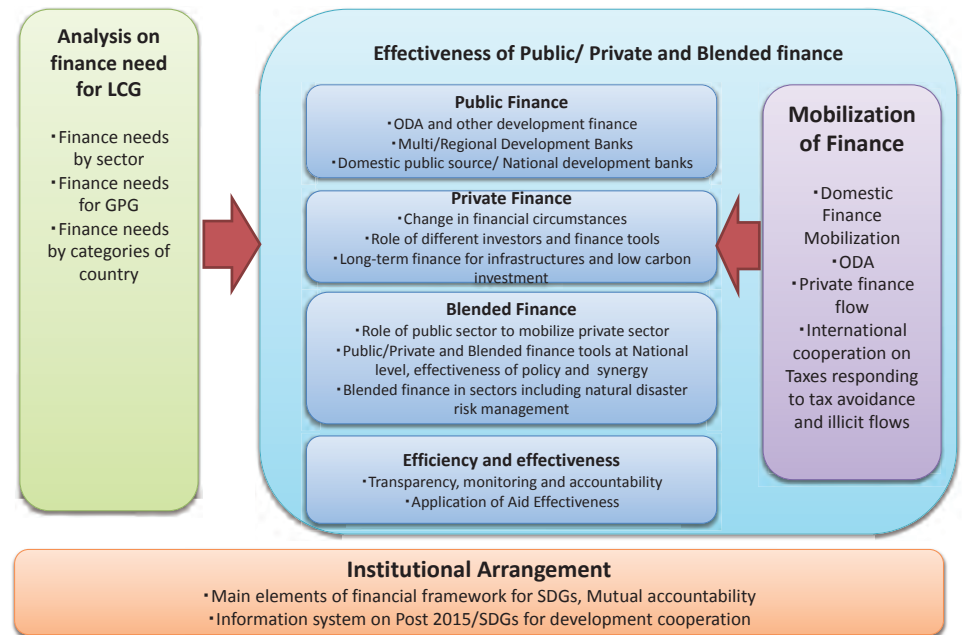 Analysis on
finance need
for LCG
・Finance needs
by sector
・Finance needs
for GPG
・Finance needs
by categories of
country
Effectiveness of Public/ Private and Blended finance
Public Finance
・ODA and other development finance
・Multi/Regional Development Banks
・Domestic public source/ National development banks
Private Finance
・Change in financial circumstances
・Role of different investors and finance tools
・Long-term finance for infrastructures and low carbon
investment
Blended Finance
・Role of public sector to mobilize private sector
・Public/Private and Blended finance tools at National
level, effectiveness of policy and synergy
・Blended finance in sectors including natural disaster
risk management
Efficiency and effectiveness
・Transparency, monitoring and accountability
・Application of Aid Effectiveness
Mobilization
of Finance
・Domestic
Finance
Mobilization
・ODA
・Private finance
flow
・International
cooperation on
Taxes responding
to tax avoidance
and illicit flows
Institutional Arrangement
・Main elements of financial framework for SDGs, Mutual accountability
・Information system on Post 2015/SDGs for development cooperation